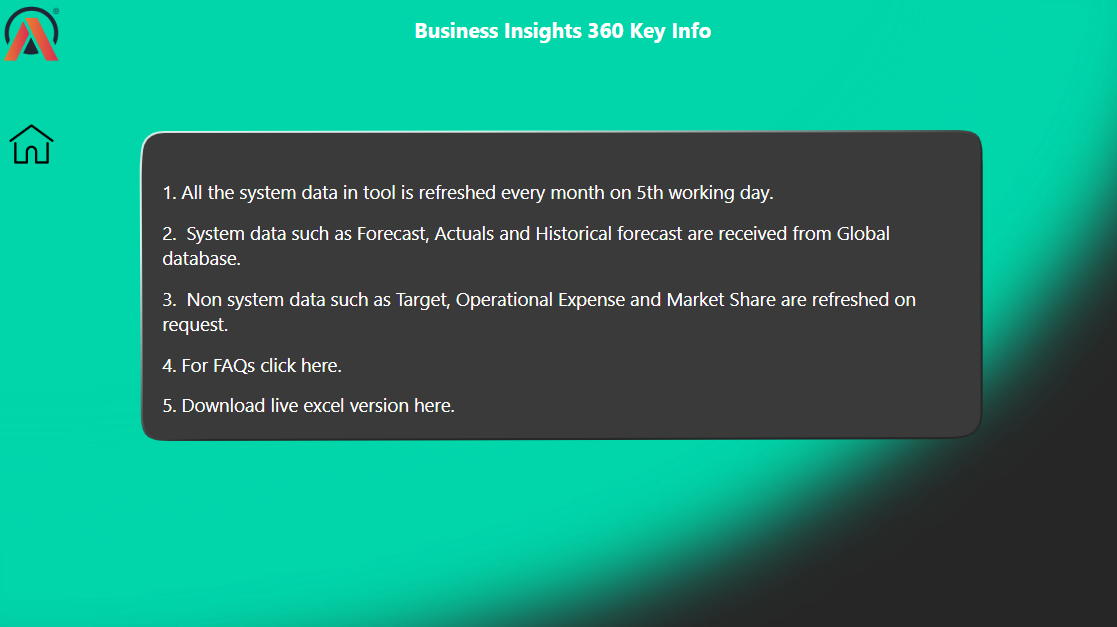 Business Insights 360 Key Info
1. All the system data in tool is refreshed every month on 5th working day.
2.  System data such as Forecast, Actuals and Historical forecast are received from Global
database.
3.  Non system data such as Target, Operational Expense and Market Share are refreshed on
request.
4. For FAQs click here.
5. Download live excel version here.